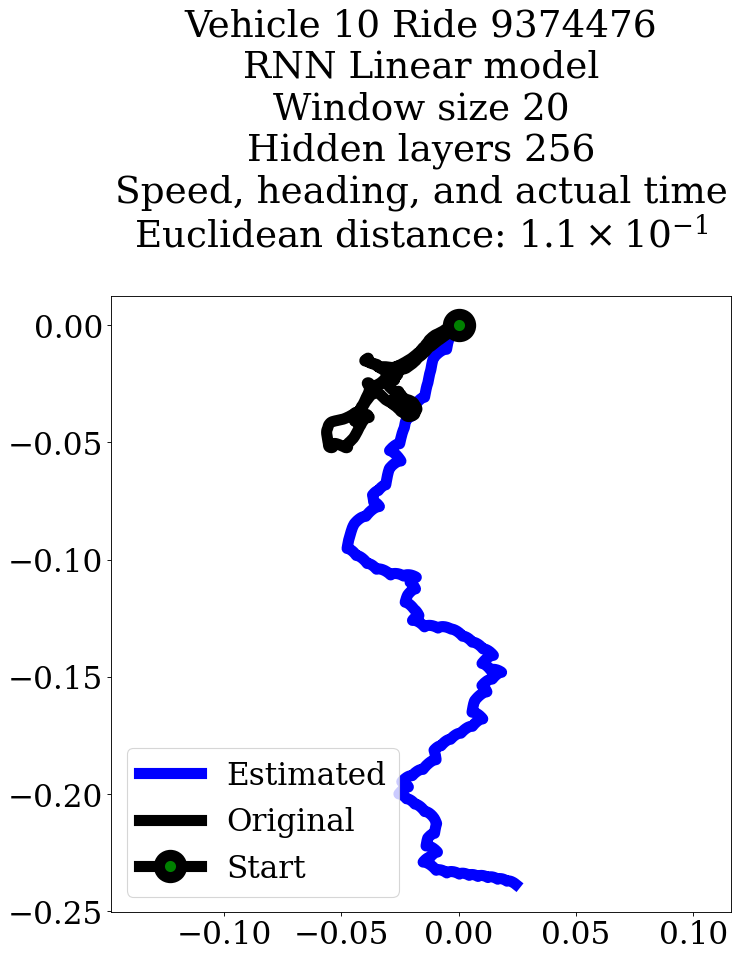 Vehicle 10 Ride 9374476
RNN Linear model
Window size 20
Hidden layers 256
Speed, heading, and actual time
Euclidean distance: 1.1 × 10⁻¹
0.00
−0.05
−0.10
−0.15
−0.20
−0.25
Estimated
Original
Start
−0.10 −0.05 0.00 0.05 0.10